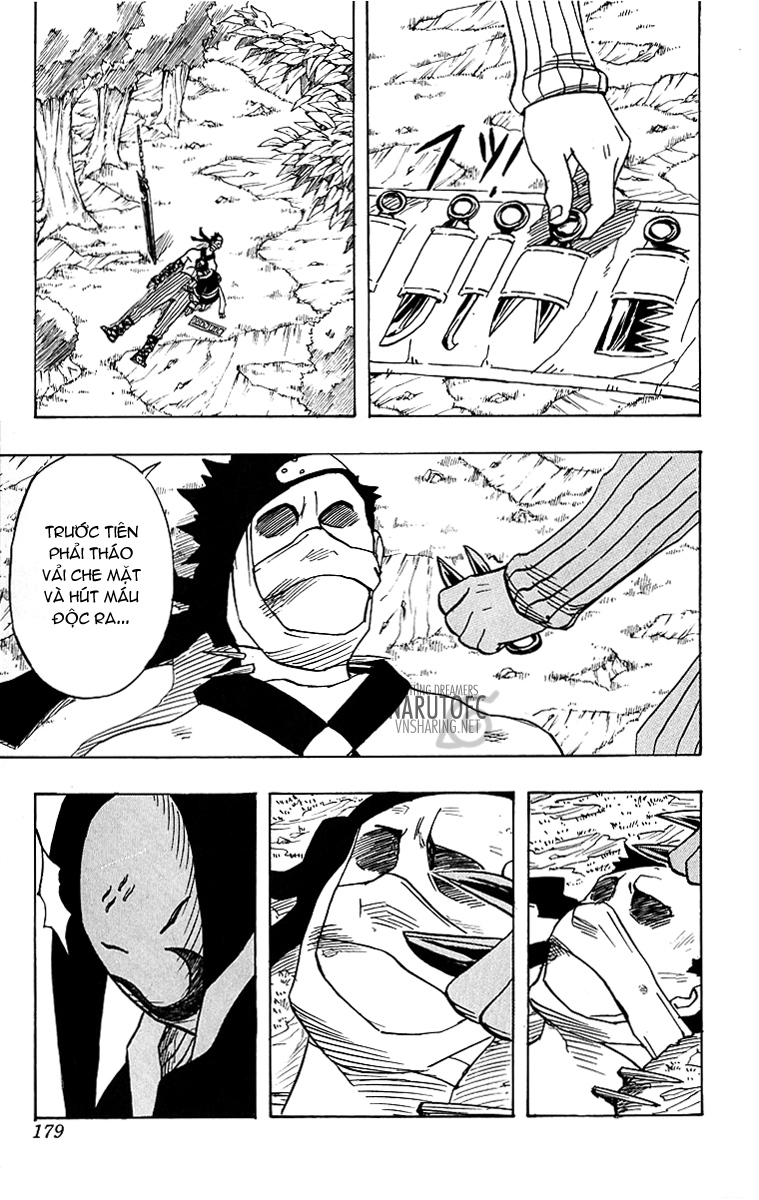 TRƯỚC TIÊN
PHẢI THÁO
VẢI CHE MẶT
VÀ HÚT MÁU
ĐỘC RA...
NARUTOFC
VNSHARING.NET
179